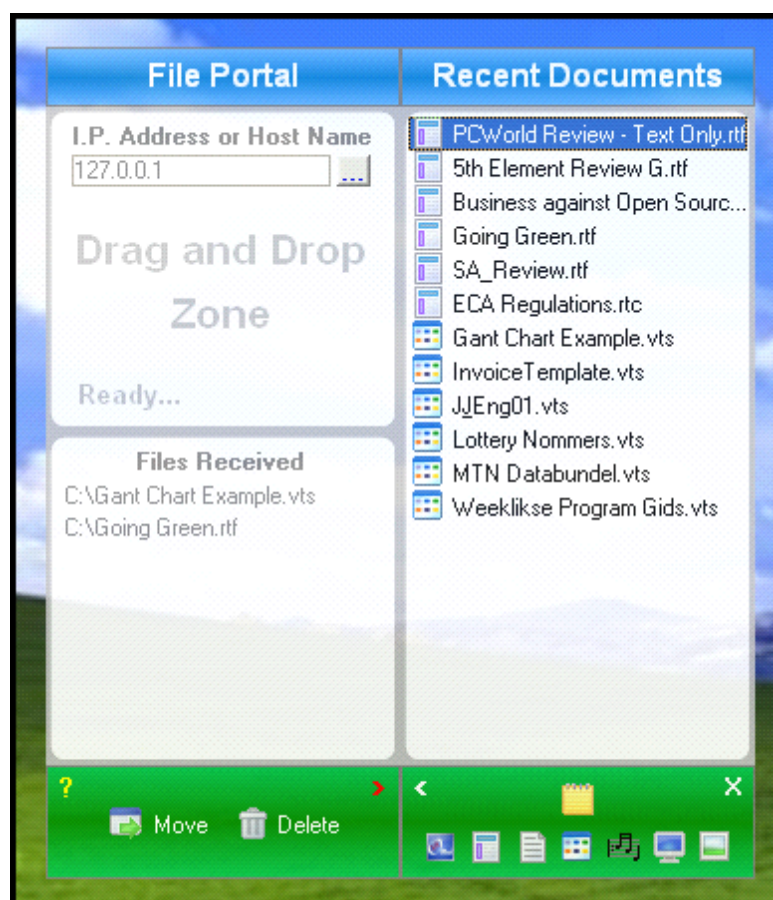 File Portal
I.P. Address or Host Name
127.0.0.1
...
Drag and Drop
Zone
Ready...
Files Received
C:\Gant Chart Example.vts
C:\Going Green.rtf
?
>
Move
Delete
Recent Documents
PCWorld Review - Text Only.rtf
5th Element Review G.rtf
Business against Open Sourc...
Going Green.rtf
SA_Review.rtf
ECA Regulations.rtc
Gant Chart Example.vts
InvoiceTemplate.vts
JJEng01.vts
Lottery Nommers.vts
MTN Databundel.vts
Weeklikse Program Gids.vts
<
X